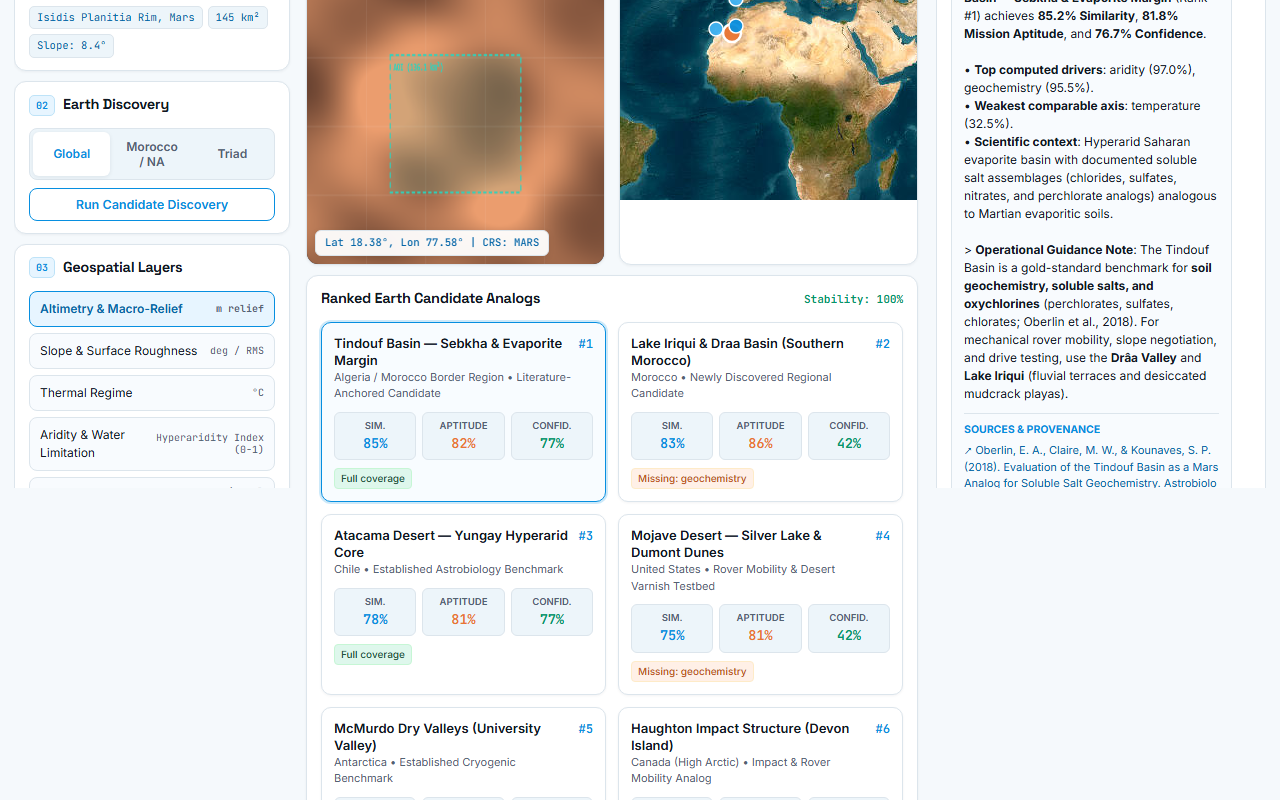 Isidis Planitia Rim, Mars
145 km²
Slope: 8.4°
02
Earth Discovery
Global
Morocco
/ NA
Triad
Run Candidate Discovery
03
Geospatial Layers
Altimetry & Macro-Relief
m relief
Slope & Surface Roughness
deg / RMS
Thermal Regime
°C
Aridity & Water
Limitation
Hyperaridity Index
(0-1)
Lat 18.38°, Lon 77.58° | CRS: MARS
Ranked Earth Candidate Analogs
Stability: 100%
Tindouf Basin — Sebkha & Evaporite
Margin
#1
Algeria / Morocco Border Region • Literature-
Anchored Candidate
SIM.
85%
APTITUDE
82%
CONFID.
77%
Full coverage
Lake Iriqui & Draa Basin (Southern
Morocco)
#2
Morocco • Newly Discovered Regional
Candidate
SIM.
83%
APTITUDE
86%
CONFID.
42%
Missing: geochemistry
Atacama Desert — Yungay Hyperarid
Core
#3
Chile • Established Astrobiology Benchmark
SIM.
78%
APTITUDE
81%
CONFID.
77%
Full coverage
Mojave Desert — Silver Lake &
Dumont Dunes
#4
United States • Rover Mobility & Desert
Varnish Testbed
SIM.
75%
APTITUDE
81%
CONFID.
42%
Missing: geochemistry
McMurdo Dry Valleys (University
Valley)
#5
Antarctica • Established Cryogenic
Benchmark
Haughton Impact Structure (Devon
Island)
#6
Canada (High Arctic) • Impact & Rover
Mobility Analog
Basin — Sebkha & Evaporite Margin (Rank
#1) achieves 85.2% Similarity, 81.8%
Mission Aptitude, and 76.7% Confidence.
• Top computed drivers: aridity (97.0%),
geochemistry (95.5%).
• Weakest comparable axis: temperature
(32.5%).
• Scientific context: Hyperarid Saharan
evaporite basin with documented soluble
salt assemblages (chlorides, sulfates,
nitrates, and perchlorate analogs) analogous
to Martian evaporitic soils.
> Operational Guidance Note: The Tindouf
Basin is a gold-standard benchmark for soil
geochemistry, soluble salts, and
oxychlorines (perchlorates, sulfates,
chlorates; Oberlin et al., 2018). For
mechanical rover mobility, slope negotiation,
and drive testing, use the Drâa Valley and
Lake Iriqui (fluvial terraces and desiccated
mudcrack playas).
SOURCES & PROVENANCE
↗ Oberlin, E. A., Claire, M. W., & Kounaves, S. P.
(2018). Evaluation of the Tindouf Basin as a Mars
Analog for Soluble Salt Geochemistry. Astrobiolo